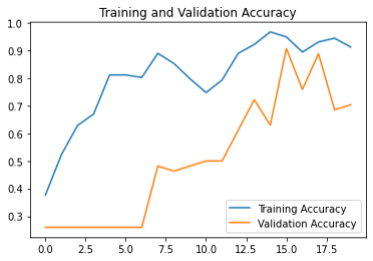 Training and Validation Accuracy
1.0
0.9
0.8
0.7
0.6
0.5
0.4
0.3
Training Accuracy
Validation Accuracy
0.0 2.5 5.0 7.5 10.0 12.5 15.0 17.5